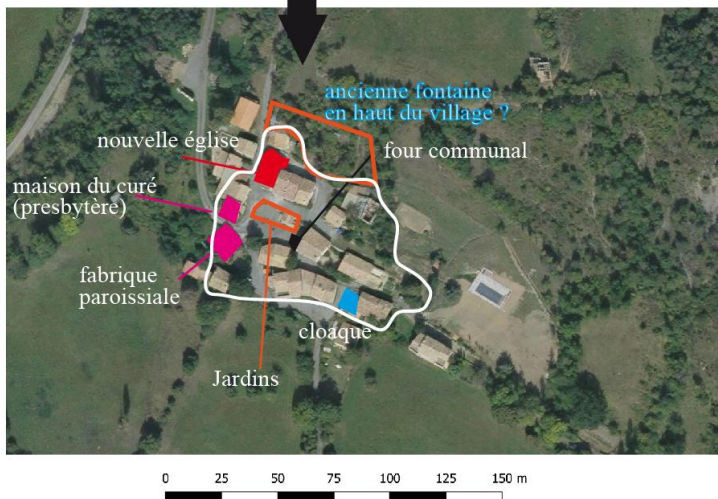 ancienne fontaine
en haut du village ?
nouvelle église
four communal
maison du curé
(presbytère)
fabrique
paroissiale
cloaque
Jardins
0 25 50 75 100 125 150 m